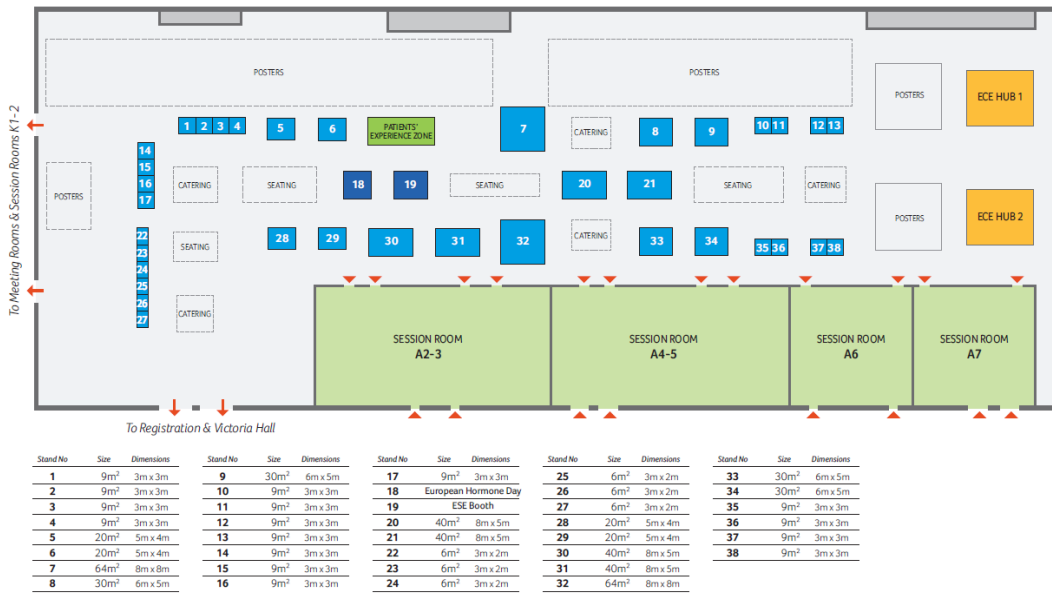 POSTERS
POSTERS
POSTERS
ECE HUB 1
To Meeting Rooms & Session Rooms K1-2
1 2 3 4
5
6
PATIENTS'
EXPERIENCE ZONE
7
CATERING
8
9
10 11
12 13
14
15
16
17
POSTERS
CATERING
SEATING
18
19
SEATING
20
21
SEATING
CATERING
POSTERS
ECE HUB 2
22
23
24
25
26
27
SEATING
CATERING
28
29
30
31
32
CATERING
33
34
35 36
37 38
SESSION ROOM
A2-3
SESSION ROOM
A4-5
SESSION ROOM
A6
SESSION ROOM
A7
To Registration & Victoria Hall
Stand No Size Dimensions
1 9m² 3m x 3m
2 9m² 3m x 3m
3 9m² 3m x 3m
4 9m² 3m x 3m
5 20m² 5m x 4m
6 20m² 5m x 4m
7 64m² 8m x 8m
8 30m² 6m x 5m
Stand No Size Dimensions
9 30m² 6m x 5m
10 9m² 3m x 3m
11 9m² 3m x 3m
12 9m² 3m x 3m
13 9m² 3m x 3m
14 9m² 3m x 3m
15 9m² 3m x 3m
16 9m² 3m x 3m
Stand No Size Dimensions
17 9m² 3m x 3m
18 European Hormone Day
19 ESE Booth
20 40m² 8m x 5m
21 40m² 8m x 5m
22 6m² 3m x 2m
23 6m² 3m x 2m
24 6m² 3m x 2m
Stand No Size Dimensions
25 6m² 3m x 2m
26 6m² 3m x 2m
27 6m² 3m x 2m
28 20m² 5m x 4m
29 20m² 5m x 4m
30 40m² 8m x 5m
31 40m² 8m x 5m
32 64m² 8m x 8m
Stand No Size Dimensions
33 30m² 6m x 5m
34 30m² 6m x 5m
35 9m² 3m x 3m
36 9m² 3m x 3m
37 9m² 3m x 3m
38 9m² 3m x 3m